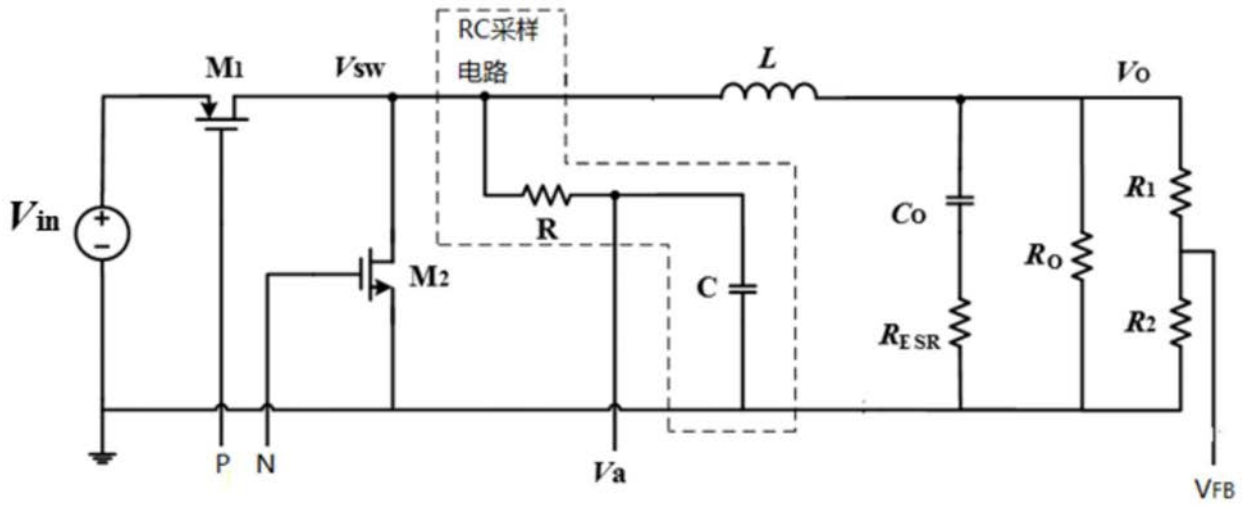 RC采样
电路
M1
Vsw
L
VO
Vin
+
−
R
M2
C
CO
RESR
RO
R1
R2
P
N
Va
VFB